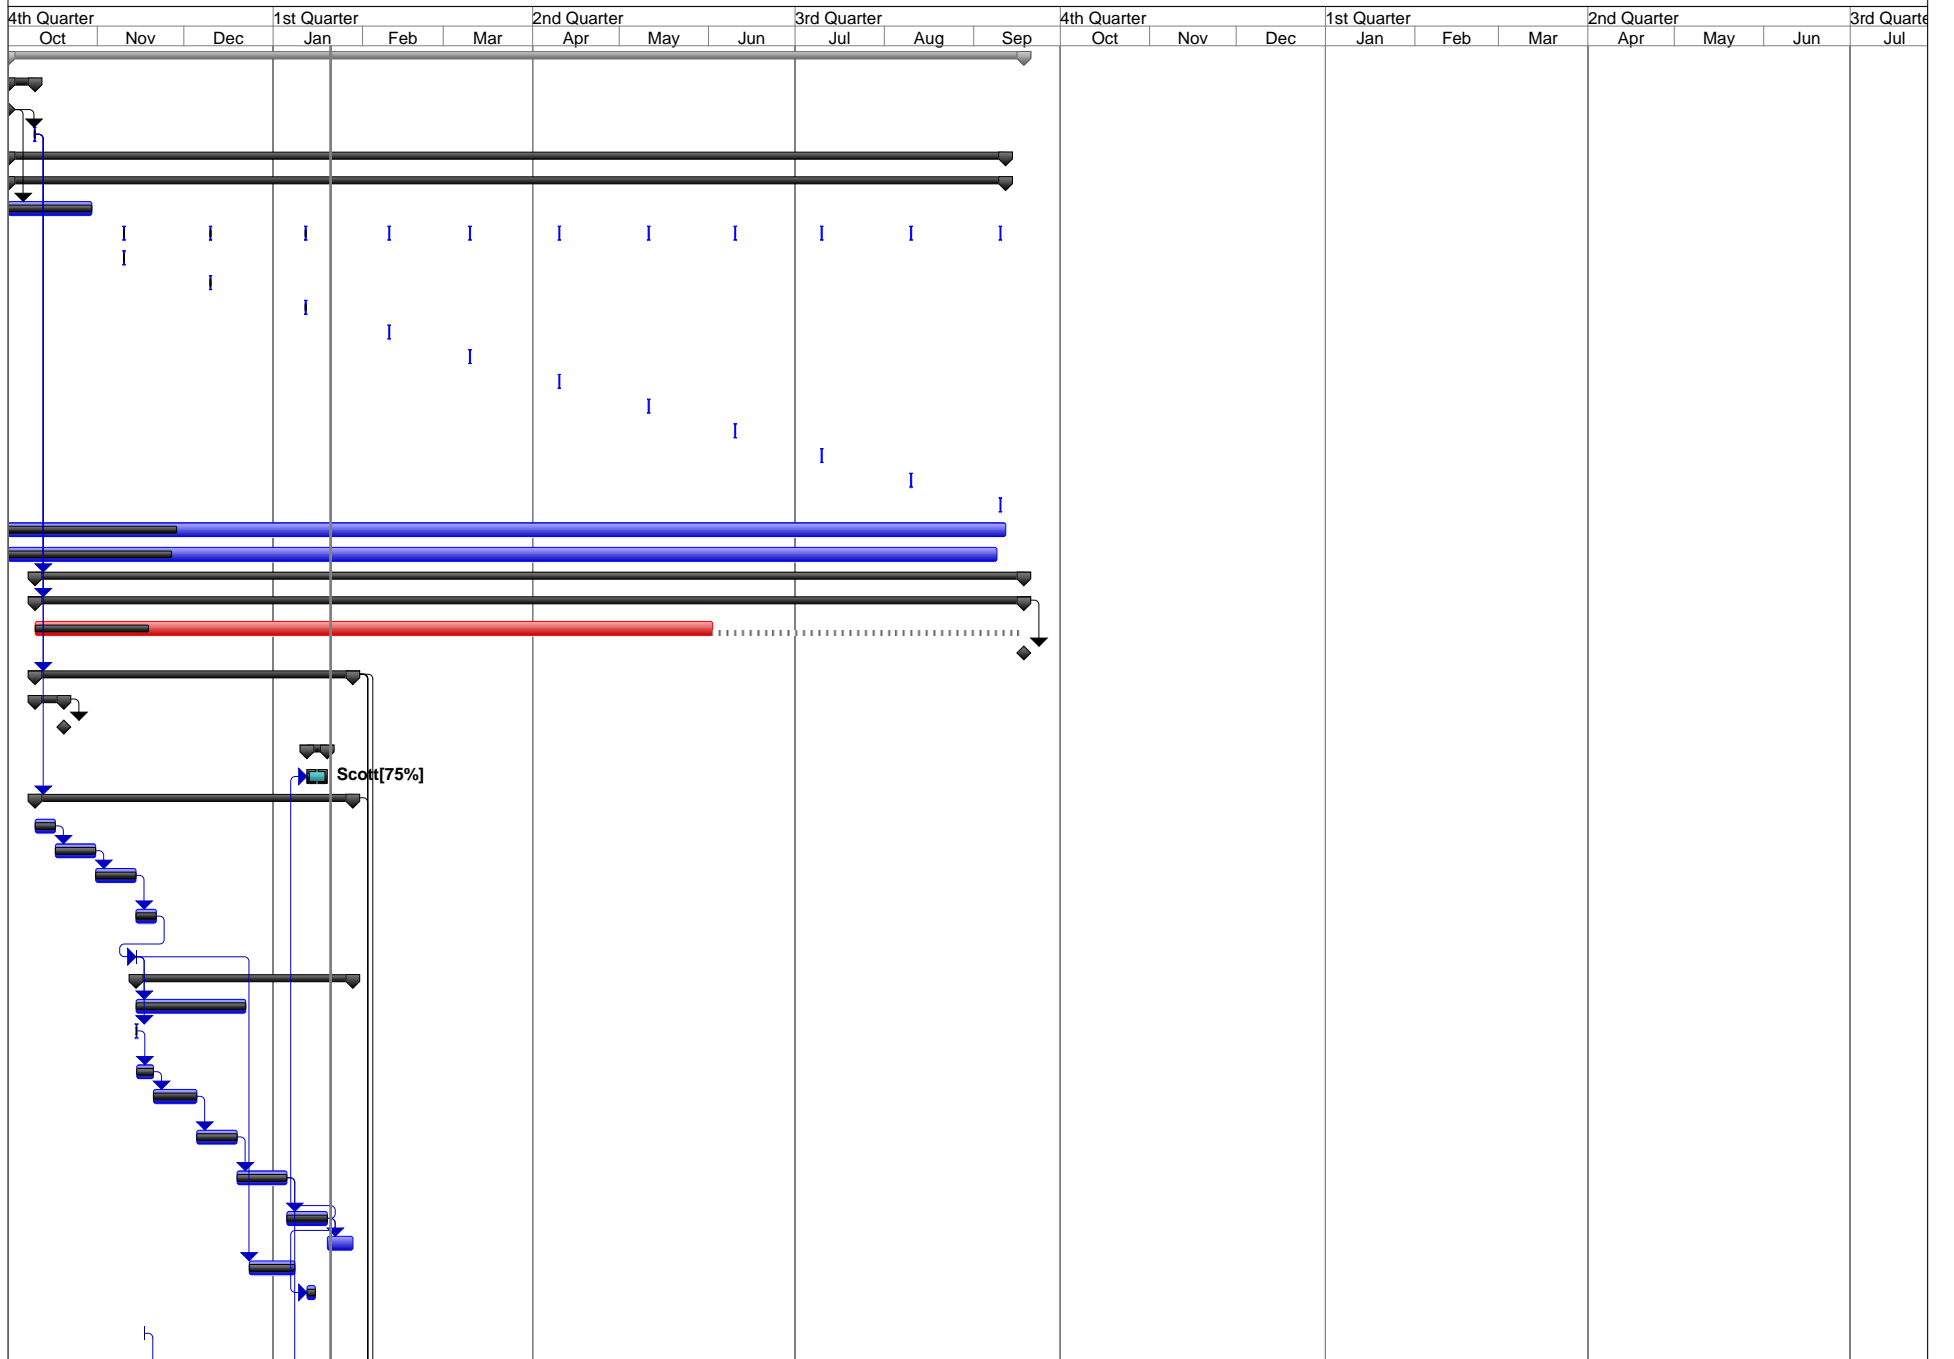 4th Quarter 1st Quarter 2nd Quarter 3rd Quarter 4th Quarter 1st Quarter 2nd Quarter 3rd Quarte
Oct Nov Dec Jan Feb Mar Apr May Jun Jul Aug Sep Oct Nov Dec Jan Feb Mar Apr May Jun Jul
Scott[75%]